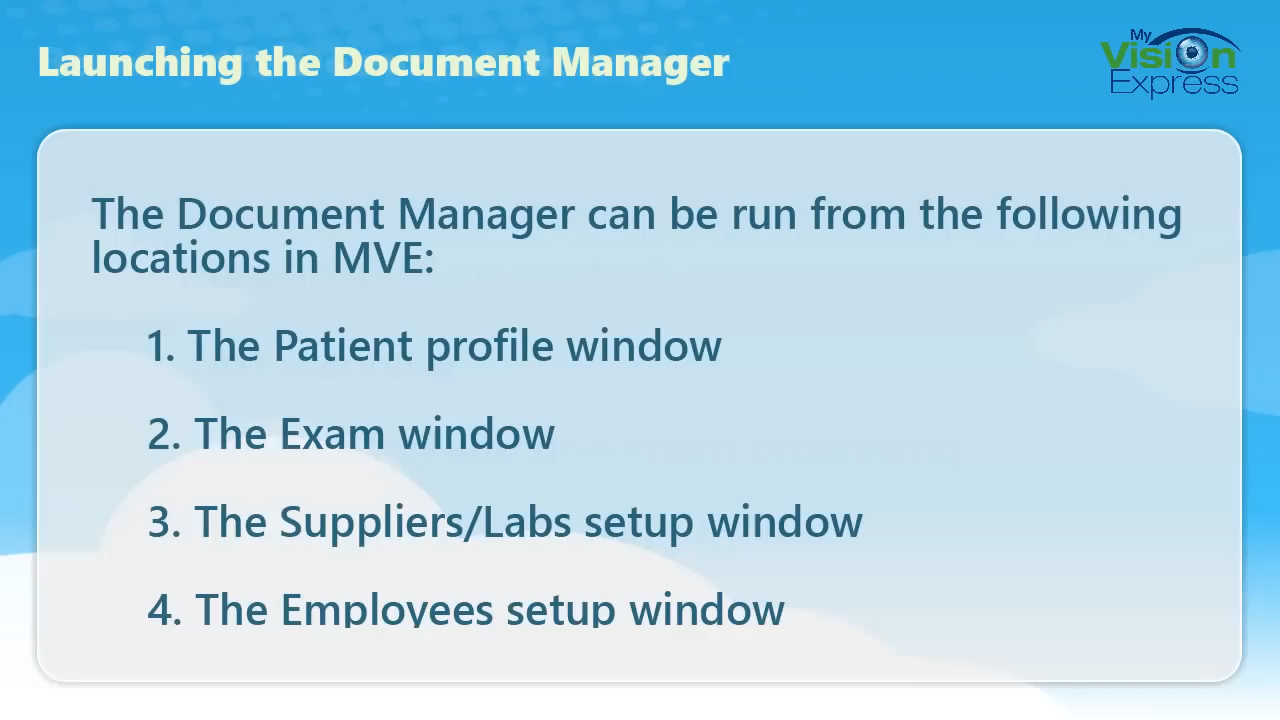 Launching the Document Manager
My
Vision
Express
The Document Manager can be run from the following
locations in MVE:
1. The Patient profile window
2. The Exam window
3. The Suppliers/Labs setup window
4. The Employees setup window